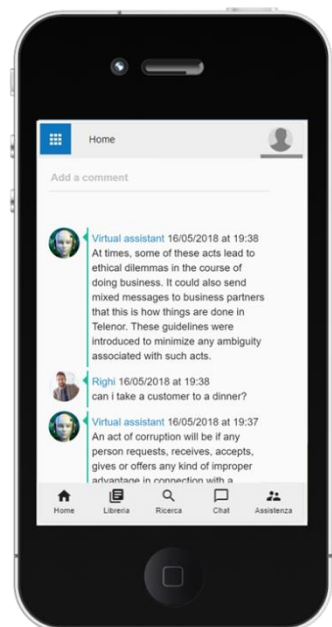 Home
Add a comment
Virtual assistant 16/05/2018 at 19:38
At times, some of these acts lead to
ethical dilemmas in the course of
doing business. It could also send
mixed messages to business partners
that this is how things are done in
Telenor. These guidelines were
introduced to minimize any ambiguity
associated with such acts.
Righi 16/05/2018 at 19:38
can i take a customer to a dinner?
Virtual assistant 16/05/2018 at 19:37
An act of corruption will be if any
person requests, receives, accepts,
gives or offers any kind of improper
advantage in connection with a
Home Libreria Ricerca Chat Assistenza